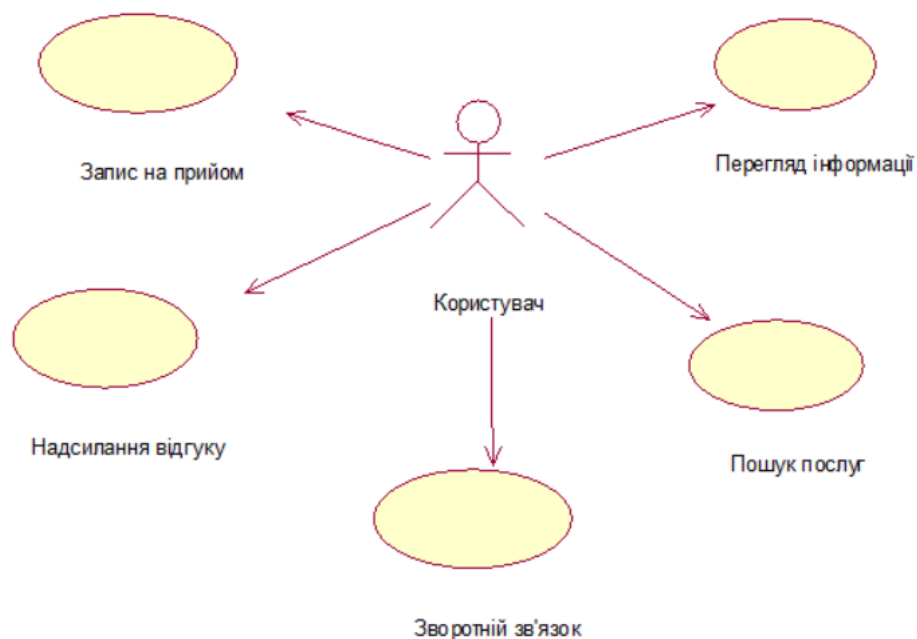 Запис на прийом
Перегляд інформації
Користувач
Надсилання відгуку
Пошук послуг
Зворотній зв'язок